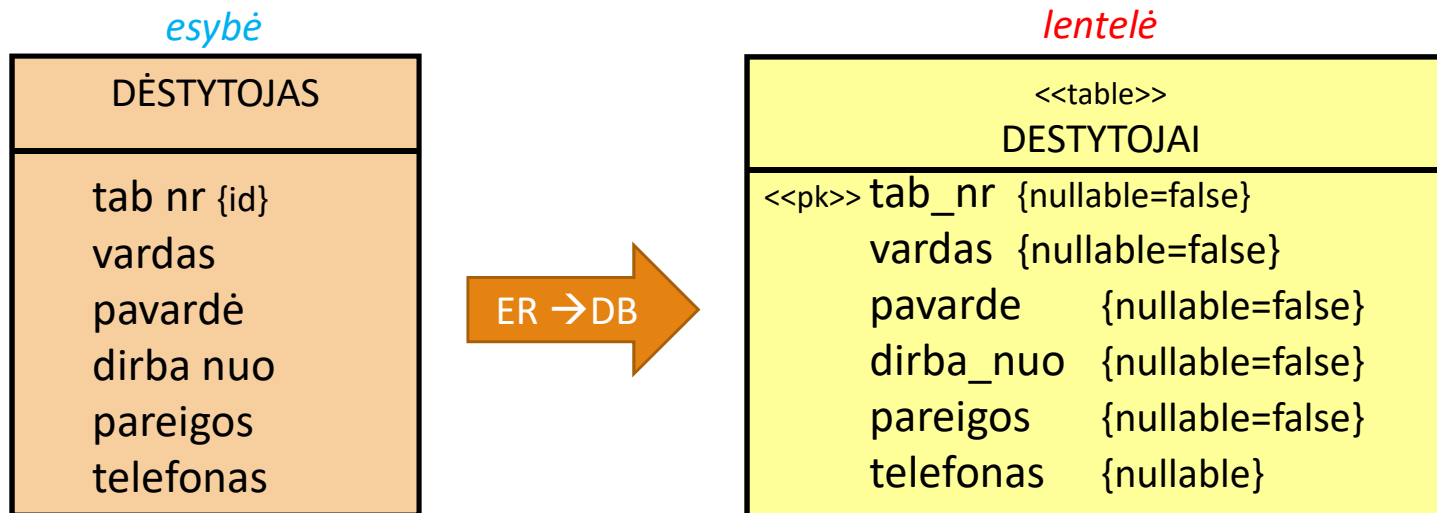 esybė
DĖSTYTOJAS
tab nr {id}
vardas
pavardė
dirba nuo
pareigos
telefonas
ER →DB
lentelė
<<table>>
DESTYTOJAI
<<pk>> tab_nr {nullable=false}
vardas {nullable=false}
pavarde {nullable=false}
dirba_nuo {nullable=false}
pareigos {nullable=false}
telefonas {nullable}